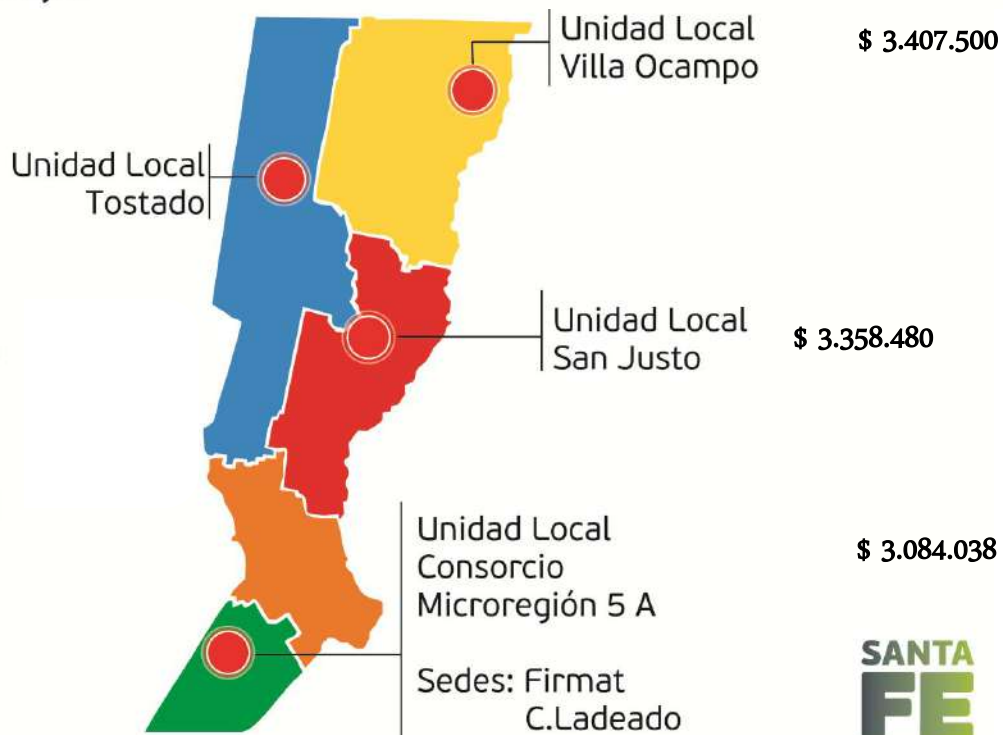 Unidad Local
Villa Ocampo
$ 3.407.500
Unidad Local
Tostado
Unidad Local
San Justo
$ 3.358.480
Unidad Local
Consorcio
Microregión 5 A
$ 3.084.038
Sedes: Firmat
C.Ladeado
SANTA
FE